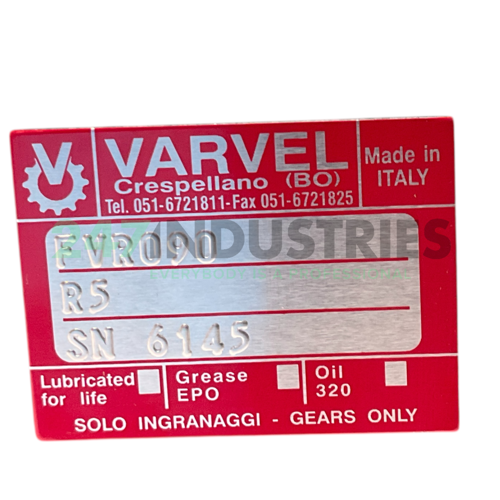 V
VARVEL
Crespellano (BO)
Tel. 051-6721811-Fax 051-6721825
Made in
ITALY
INDUSTRIES
FVR090
R5
SN 6145
Lubricated
for life
Grease
EPO
Oil
320
SOLO INGRANAGGI - GEARS ONLY